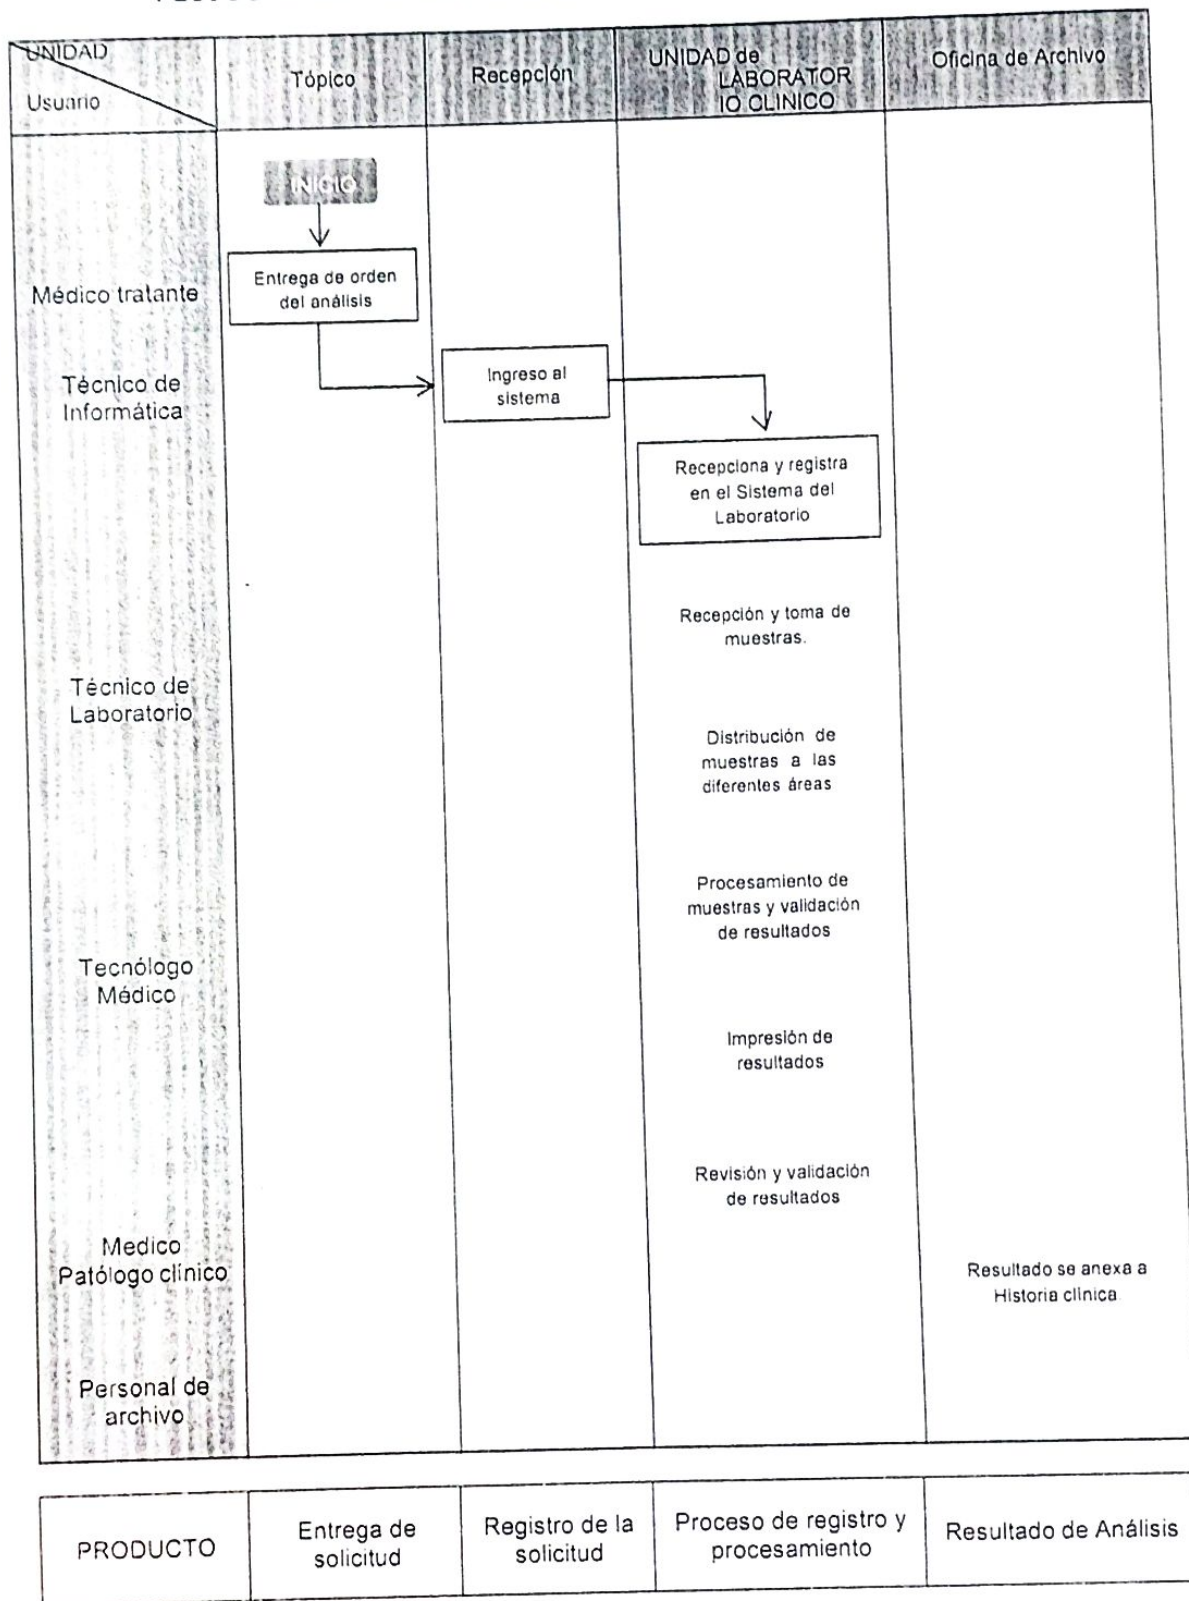 UNIDAD
Usuario
Tópico
Recepción
UNIDAD de
LABORATOR
IO CLINICO
Oficina de Archivo
INICIO
Médico tratante
Entrega de orden
del análisis
Técnico de
Informática
Ingreso al
sistema
Recepciona y registra
en el Sistema del
Laboratorio
Recepción y toma de
muestras.
Técnico de
Laboratorio
Distribución de
muestras a las
diferentes áreas
Procesamiento de
muestras y validación
de resultados
Tecnólogo
Médico
Impresión de
resultados
Revisión y validación
de resultados
Medico
Patólogo clínico
Resultado se anexa a
Historia clínica
Personal de
archivo
PRODUCTO
Entrega de
solicitud
Registro de la
solicitud
Proceso de registro y
procesamiento
Resultado de Análisis